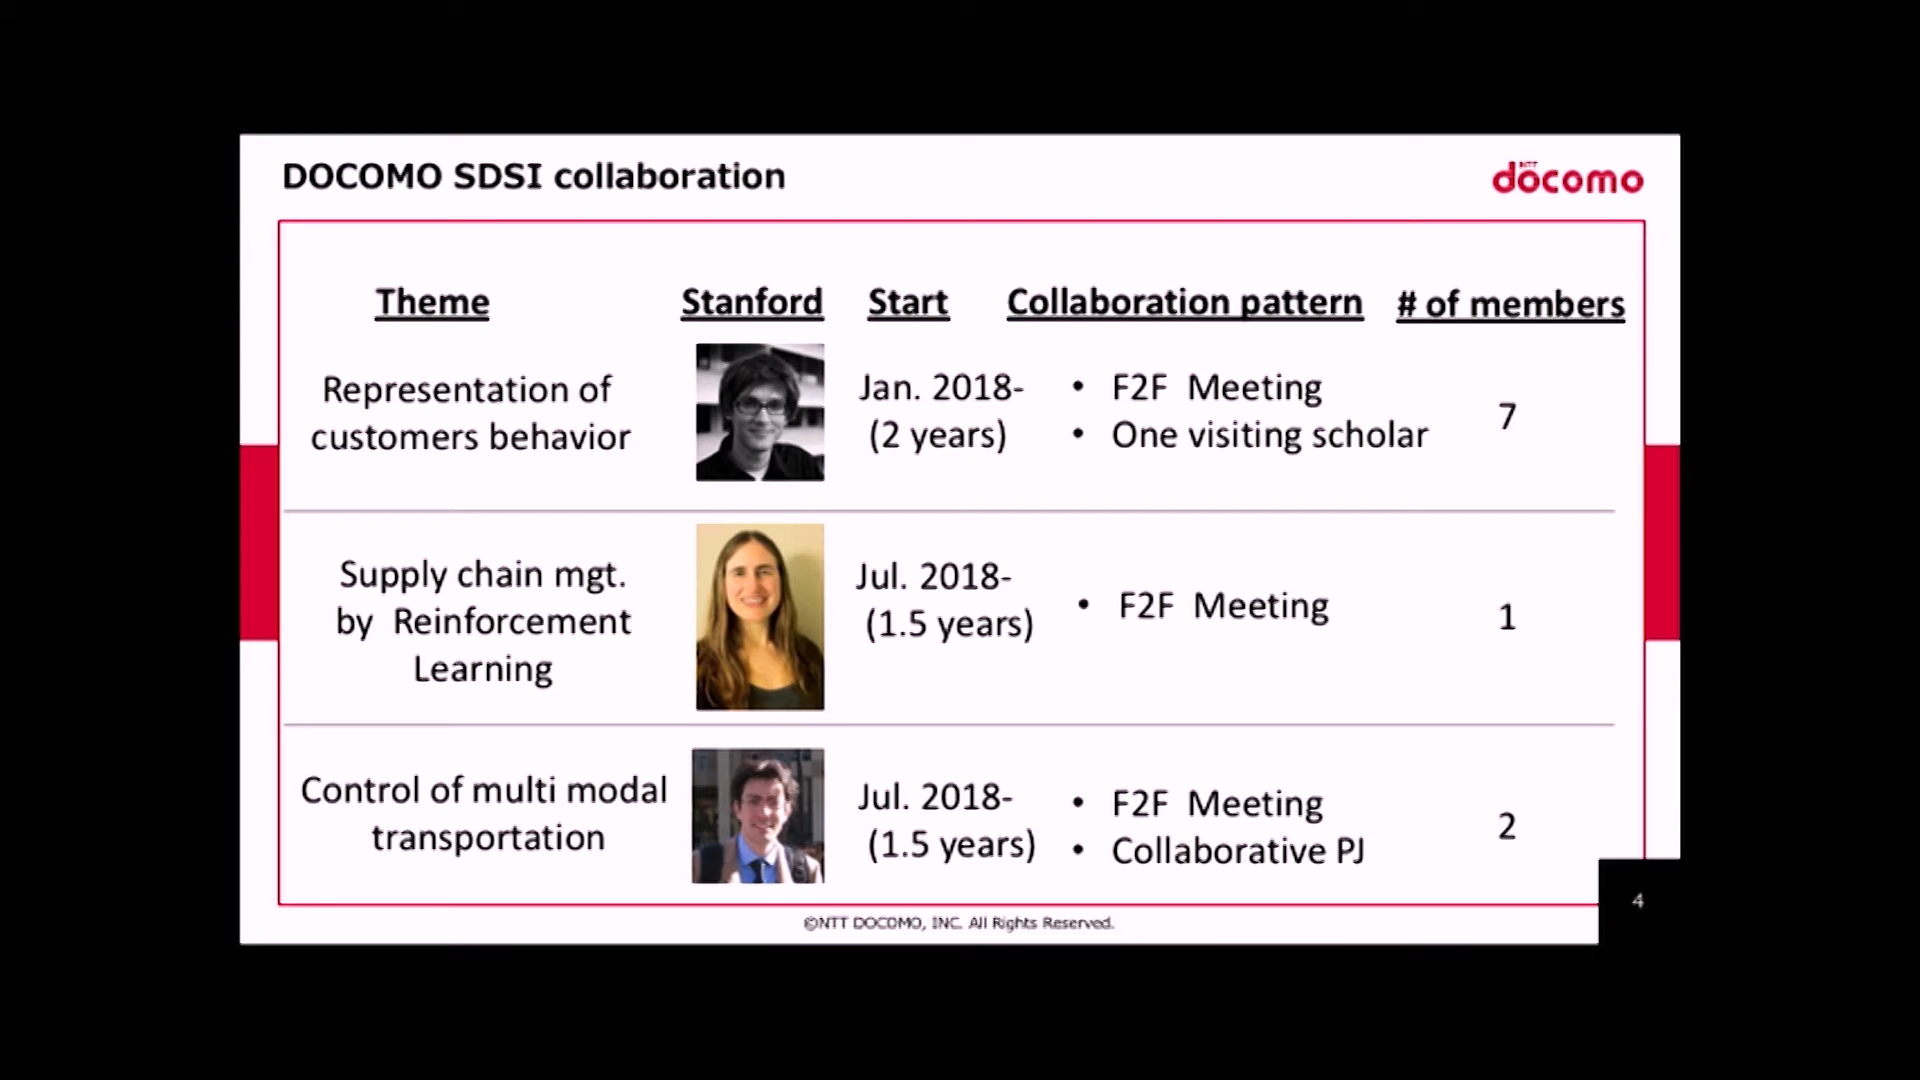 DOCOMO SDSI collaboration
NTT
döcomo
Theme Stanford Start Collaboration pattern # of members
Representation of
customers behavior
Jan. 2018-
(2 years)
• F2F Meeting
• One visiting scholar
7
Supply chain mgt.
by Reinforcement
Learning
Jul. 2018-
(1.5 years)
• F2F Meeting
1
Control of multi modal
transportation
Jul. 2018-
(1.5 years)
• F2F Meeting
• Collaborative PJ
2
4
©NTT DOCOMO, INC. All Rights Reserved.